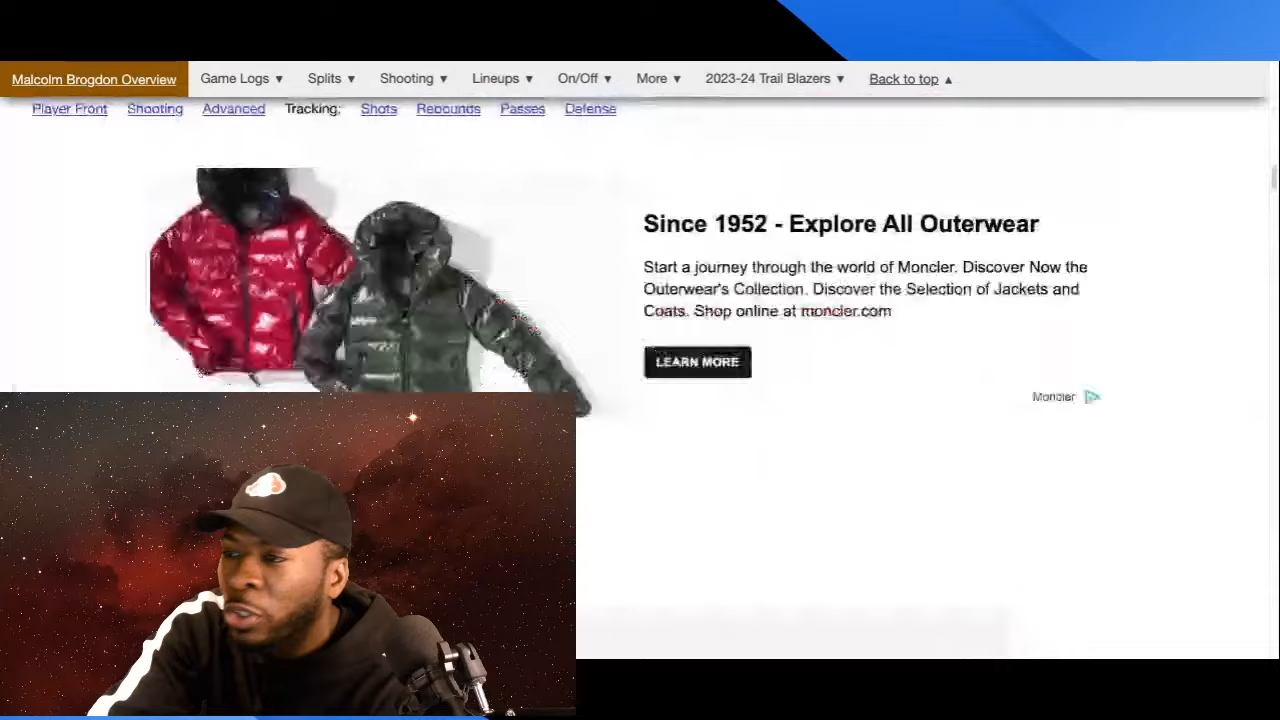 Malcolm Brogdon Overview Game Logs ▼ Splits ▼ Shooting ▼ Lineups ▼ On/Off ▼ More ▼ 2023-24 Trail Blazers ▼ Back to top ▲
Player Front Shooting Advanced Tracking: Shots Rebounds Passes Defense
Since 1952 - Explore All Outerwear
Start a journey through the world of Moncler. Discover Now the
Outerwear's Collection. Discover the Selection of Jackets and
Coats. Shop online at moncler.com
LEARN MORE
Moncler